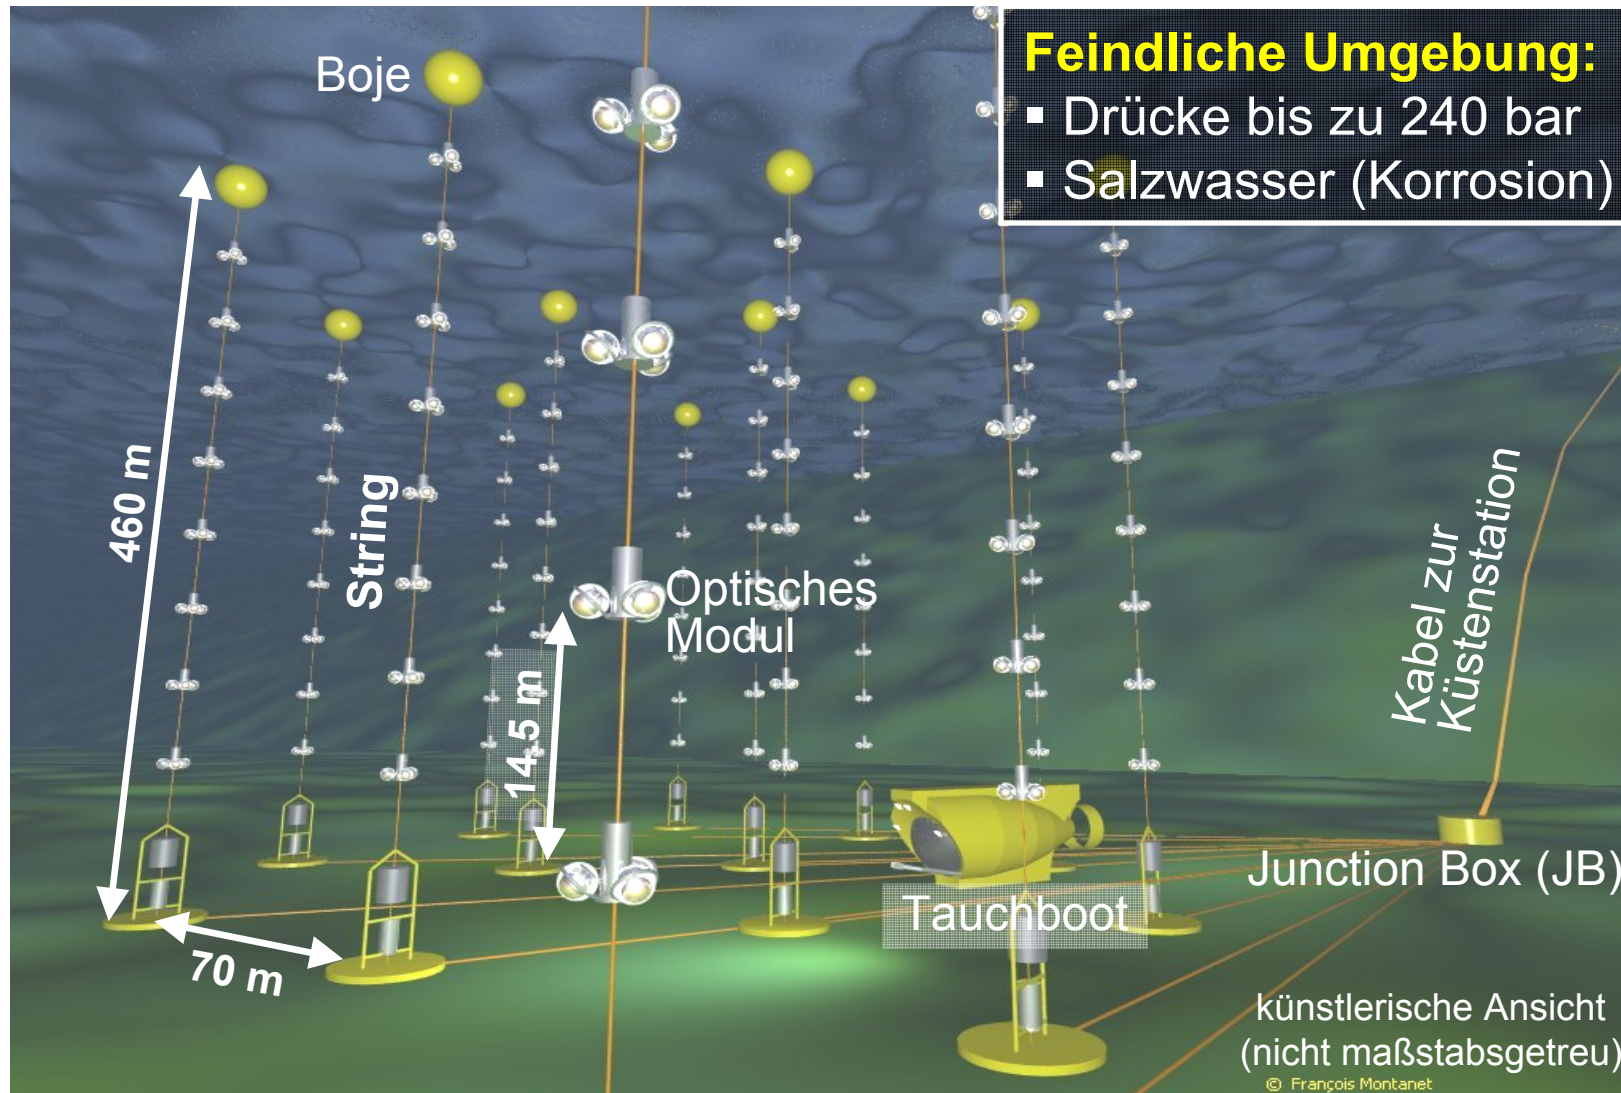 Feindliche Umgebung:
▪ Drücke bis zu 240 bar
▪ Salzwasser (Korrosion)
Boje
460 m
String
Optisches
Modul
14,5 m
Kabel zur
Küstenstation
Junction Box (JB)
Tauchboot
70 m
künstlerische Ansicht
(nicht maßstabsgetreu)
© François Montanet